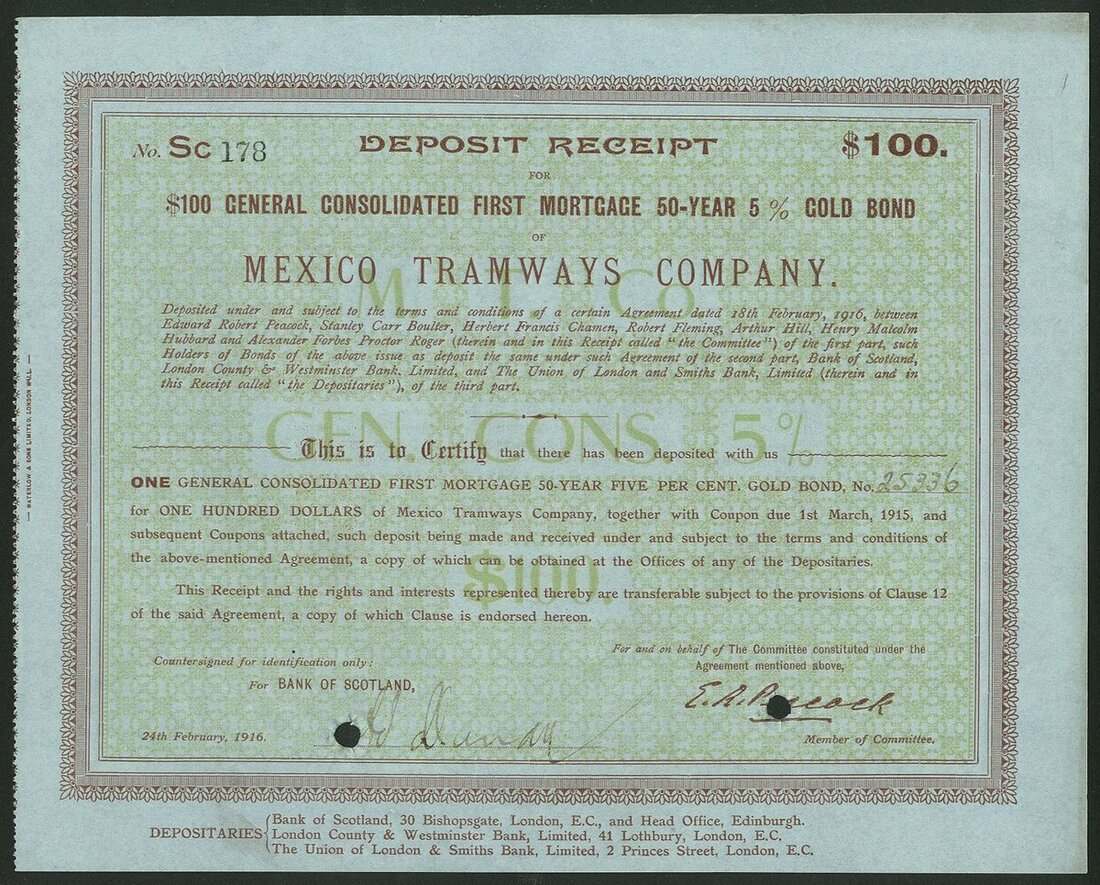 No. Sc 178 DEPOSIT RECEIPT $100.
FOR
$100 GENERAL CONSOLIDATED FIRST MORTGAGE 50-YEAR 5% GOLD BOND
OF
MEXICO TRAMWAYS COMPANY.
M. T. Co.
Deposited under and subject to the terms and conditions of a certain Agreement dated 18th February, 1916, between
Edward Robert Peacock, Stanley Carr Boulter, Herbert Francis Chamen, Robert Fleming, Arthur Hill, Henry Malcolm
Hubbard and Alexander Forbes Proctor Roger (therein and in this Receipt called "the Committee") of the first part, such
Holders of Bonds of the above issue as deposit the same under such Agreement of the second part, Bank of Scotland,
London County & Westminster Bank, Limited, and The Union of London and Smiths Bank, Limited (therein and in
this Receipt called "the Depositaries"), of the third part.
GEN. CONS. 5%
This is to Certify that there has been deposited with us
ONE GENERAL CONSOLIDATED FIRST MORTGAGE 50-YEAR FIVE PER CENT. GOLD BOND, No. 25336
for ONE HUNDRED DOLLARS of Mexico Tramways Company, together with Coupon due 1st March, 1915, and
subsequent Coupons attached, such deposit being made and received under and subject to the terms and conditions of
the above-mentioned Agreement, a copy of which can be obtained at the Offices of any of the Depositaries.
$100.
This Receipt and the rights and interests represented thereby are transferable subject to the provisions of Clause 12
of the said Agreement, a copy of which Clause is endorsed hereon.
For and on behalf of The Committee constituted under the
Agreement mentioned above,
Countersigned for identification only:
For BANK OF SCOTLAND,
E.R. Peacock
24th February, 1916.
Member of Committee.
DEPOSITARIES
Bank of Scotland, 30 Bishopsgate, London, E.C., and Head Office, Edinburgh.
London County & Westminster Bank, Limited, 41 Lothbury, London, E.C.
The Union of London & Smiths Bank, Limited, 2 Princes Street, London, E.C.
WATERLOW & SONS LIMITED, LONDON WALL.